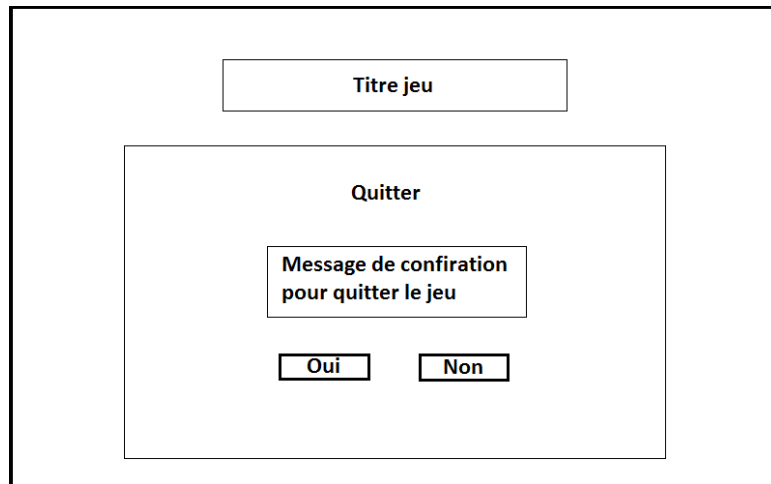 Titre jeu
Quitter
Message de confiration
pour quitter le jeu
Oui
Non